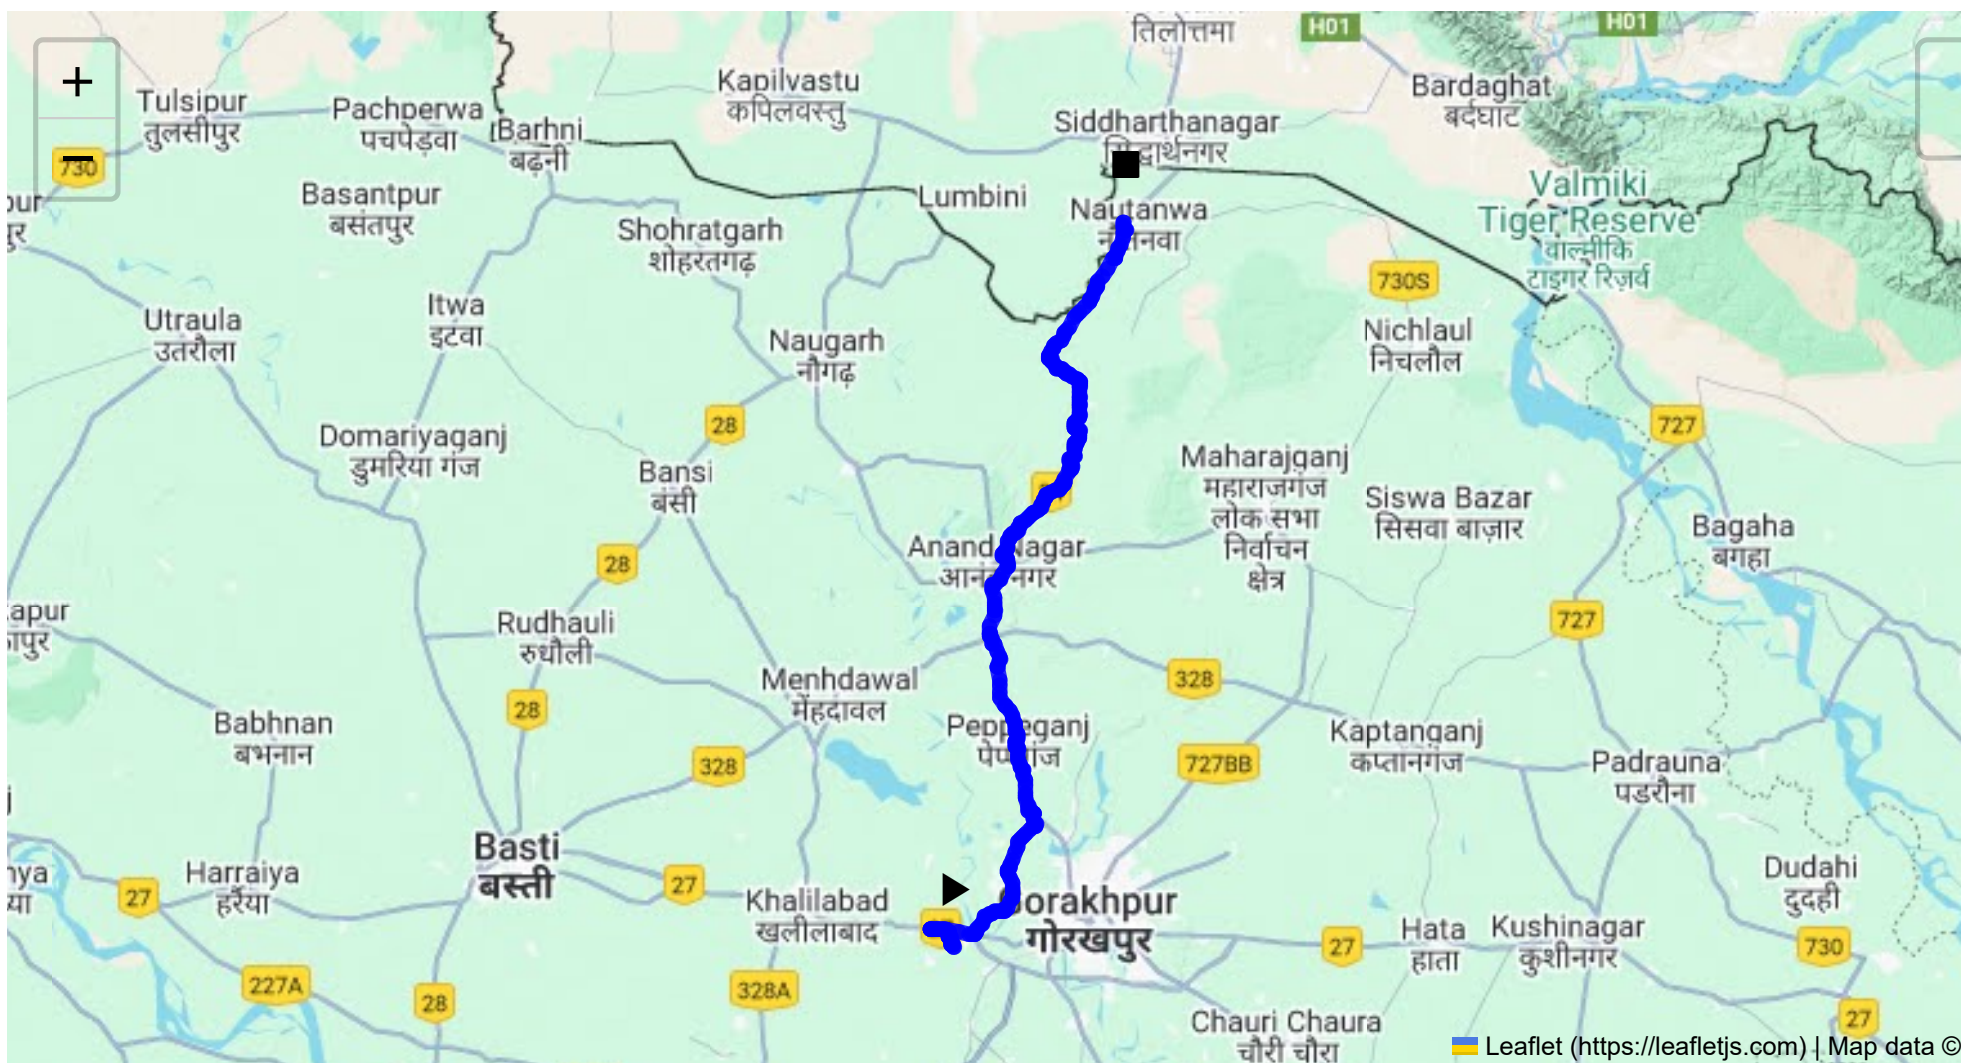 तिलोत्तमा
H01
H01
+
−
Kapilvastu
कपिलवस्तु
Bardaghat
बर्दघाट
Tulsipur
तुलसीपुर
Pachperwa
पचपेड़वा
Barhni
बढ़नी
Siddharthanagar
730
Basantpur
बसंतपुर
Lumbini
Nautanwa
Valmiki
Tiger Reserve
वाल्मीकि
टाइगर रिज़र्व
Shohratgarh
शोहरतगढ़
730S
Itwa
इटवा
Utraula
उतरौला
Naugarh
नौगढ़
Nichlaul
निचलौल
28
727
Domariyaganj
डुमरिया गंज
Bansi
बंसी
Maharajganj
महाराजगंज
लोक सभा
निर्वाचन
क्षेत्र
Siswa Bazar
सिसवा बाज़ार
Bagaha
बगहा
Anand Nagar
28
Rudhauli
रुधौली
727
Menhdawal
मेंहदावल
328
28
Babhnan
बभनान
Peppeganj
Kaptanganj
कप्तानगंज
328
727BB
Padrauna
पडरौना
Basti
बस्ती
Harraiya
हरैया
27
27
Khalilabad
खलीलाबाद
Gorakhpur
गोरखपुर
Dudahi
दुदही
27
Hata
हाता
Kushinagar
कुशीनगर
730
227A
28
328A
Chauri Chaura
चौरी चौरा
27
Leaflet (https://leafletjs.com) | Map data ©